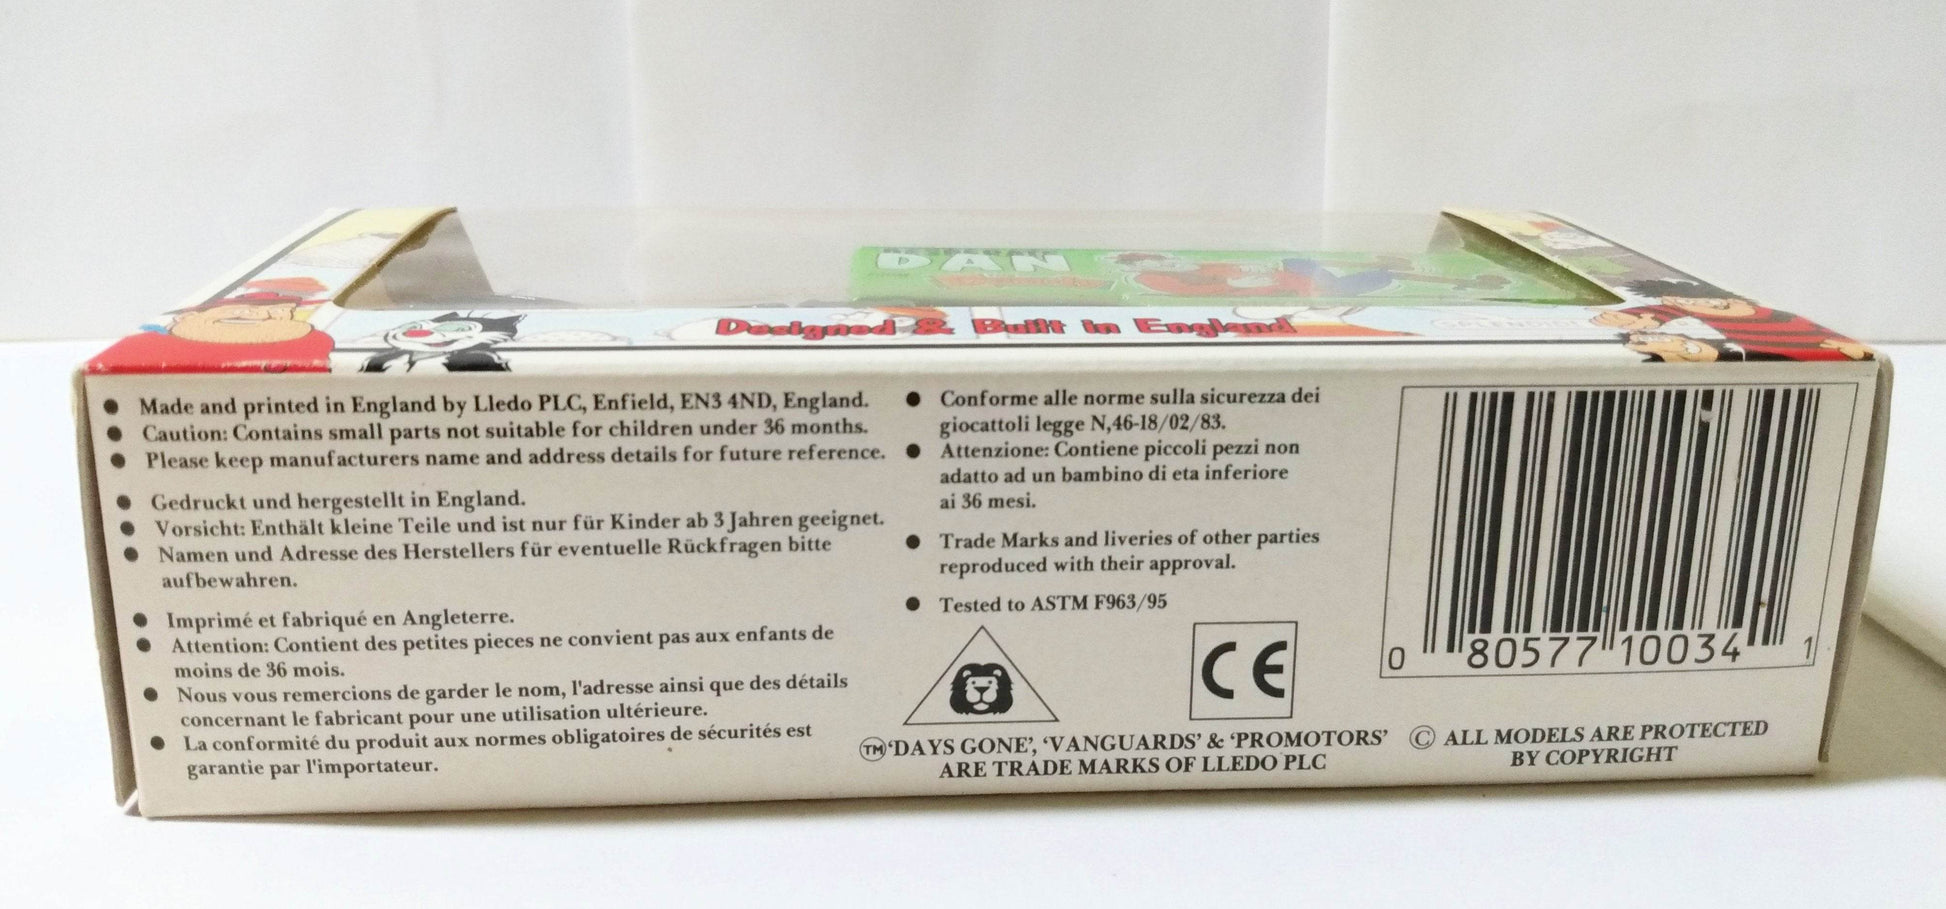 DAN
Designed & Built in England
SPLENDID!
● Made and printed in England by Lledo PLC, Enfield, EN3 4ND, England.
● Caution: Contains small parts not suitable for children under 36 months.
● Please keep manufacturers name and address details for future reference.
● Gedruckt und hergestellt in England.
● Vorsicht: Enthält kleine Teile und ist nur für Kinder ab 3 Jahren geeignet.
● Namen und Adresse des Herstellers für eventuelle Rückfragen bitte
aufbewahren.
● Imprimé et fabriqué en Angleterre.
● Attention: Contient des petites pieces ne convient pas aux enfants de
moins de 36 mois.
● Nous vous remercions de garder le nom, l'adresse ainsi que des détails
concernant le fabricant pour une utilisation ultérieure.
● La conformité du produit aux normes obligatoires de sécurités est
garantie par l'importateur.
● Conforme alle norme sulla sicurezza dei
giocattoli legge N,46-18/02/83.
● Attenzione: Contiene piccoli pezzi non
adatto ad un bambino di eta inferiore
ai 36 mesi.
● Trade Marks and liveries of other parties
reproduced with their approval.
● Tested to ASTM F963/95
CE
™'DAYS GONE', 'VANGUARDS' & 'PROMOTORS'
ARE TRADE MARKS OF LLEDO PLC
0 80577 10034 1
© ALL MODELS ARE PROTECTED
BY COPYRIGHT